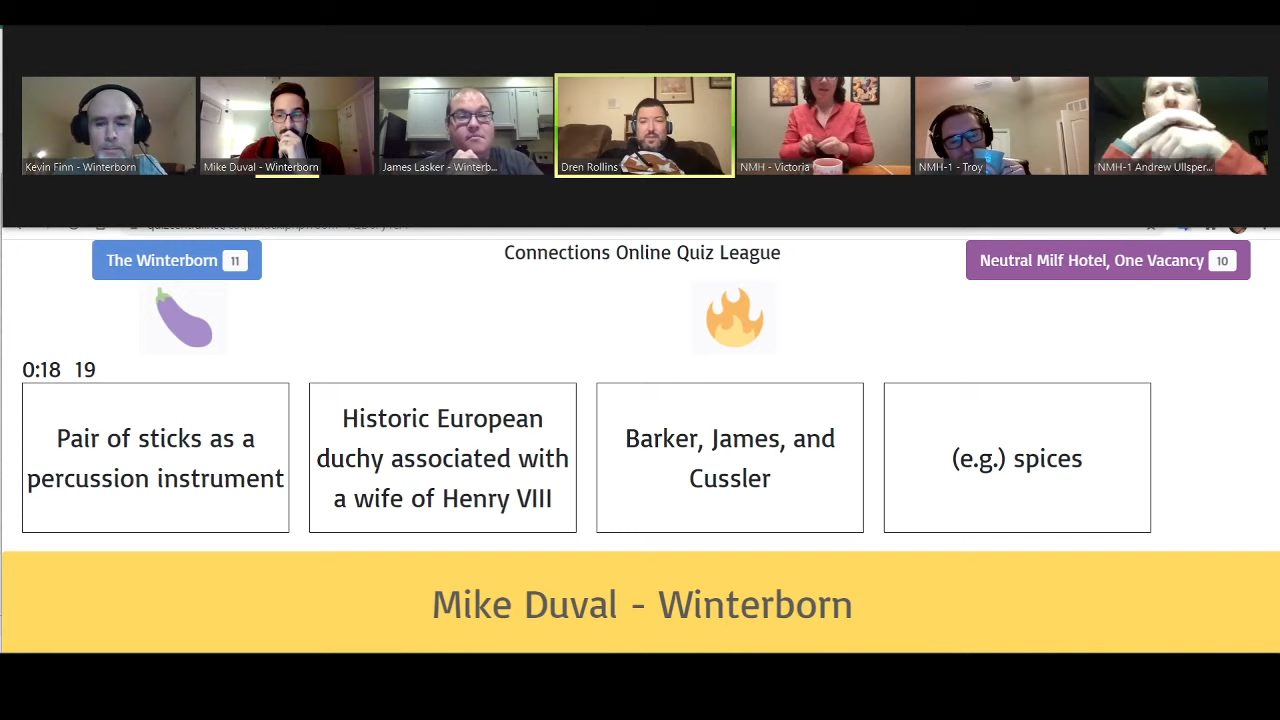 Kevin Finn - Winterborn
Mike Duval - Winterborn
James Lasker - Winterb...
Dren Rollins
NMH - Victoria
NMH-1 - Troy
NMH-1 Andrew Ullsper...
The Winterborn 11
Connections Online Quiz League
Neutral Milf Hotel, One Vacancy 10
0:18 19
Pair of sticks as a
percussion instrument
Historic European
duchy associated with
a wife of Henry VIII
Barker, James, and
Cussler
(e.g.) spices
Mike Duval - Winterborn